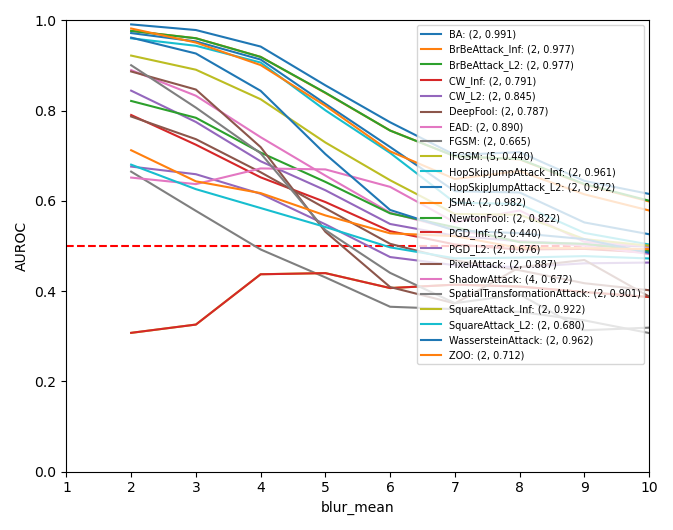 1.0
0.8
0.6
0.4
0.2
0.0
AUROC
1 2 3 4 5 6 7 8 9 10
blur_mean
BA: (2, 0.991)
BrBeAttack_Inf: (2, 0.977)
BrBeAttack_L2: (2, 0.977)
CW_Inf: (2, 0.791)
CW_L2: (2, 0.845)
DeepFool: (2, 0.787)
EAD: (2, 0.890)
FGSM: (2, 0.665)
IFGSM: (5, 0.440)
HopSkipJumpAttack_Inf: (2, 0.961)
HopSkipJumpAttack_L2: (2, 0.972)
JSMA: (2, 0.982)
NewtonFool: (2, 0.822)
PGD_Inf: (5, 0.440)
PGD_L2: (2, 0.676)
PixelAttack: (2, 0.887)
ShadowAttack: (4, 0.672)
SpatialTransformationAttack: (2, 0.901)
SquareAttack_Inf: (2, 0.922)
SquareAttack_L2: (2, 0.680)
WassersteinAttack: (2, 0.962)
ZOO: (2, 0.712)